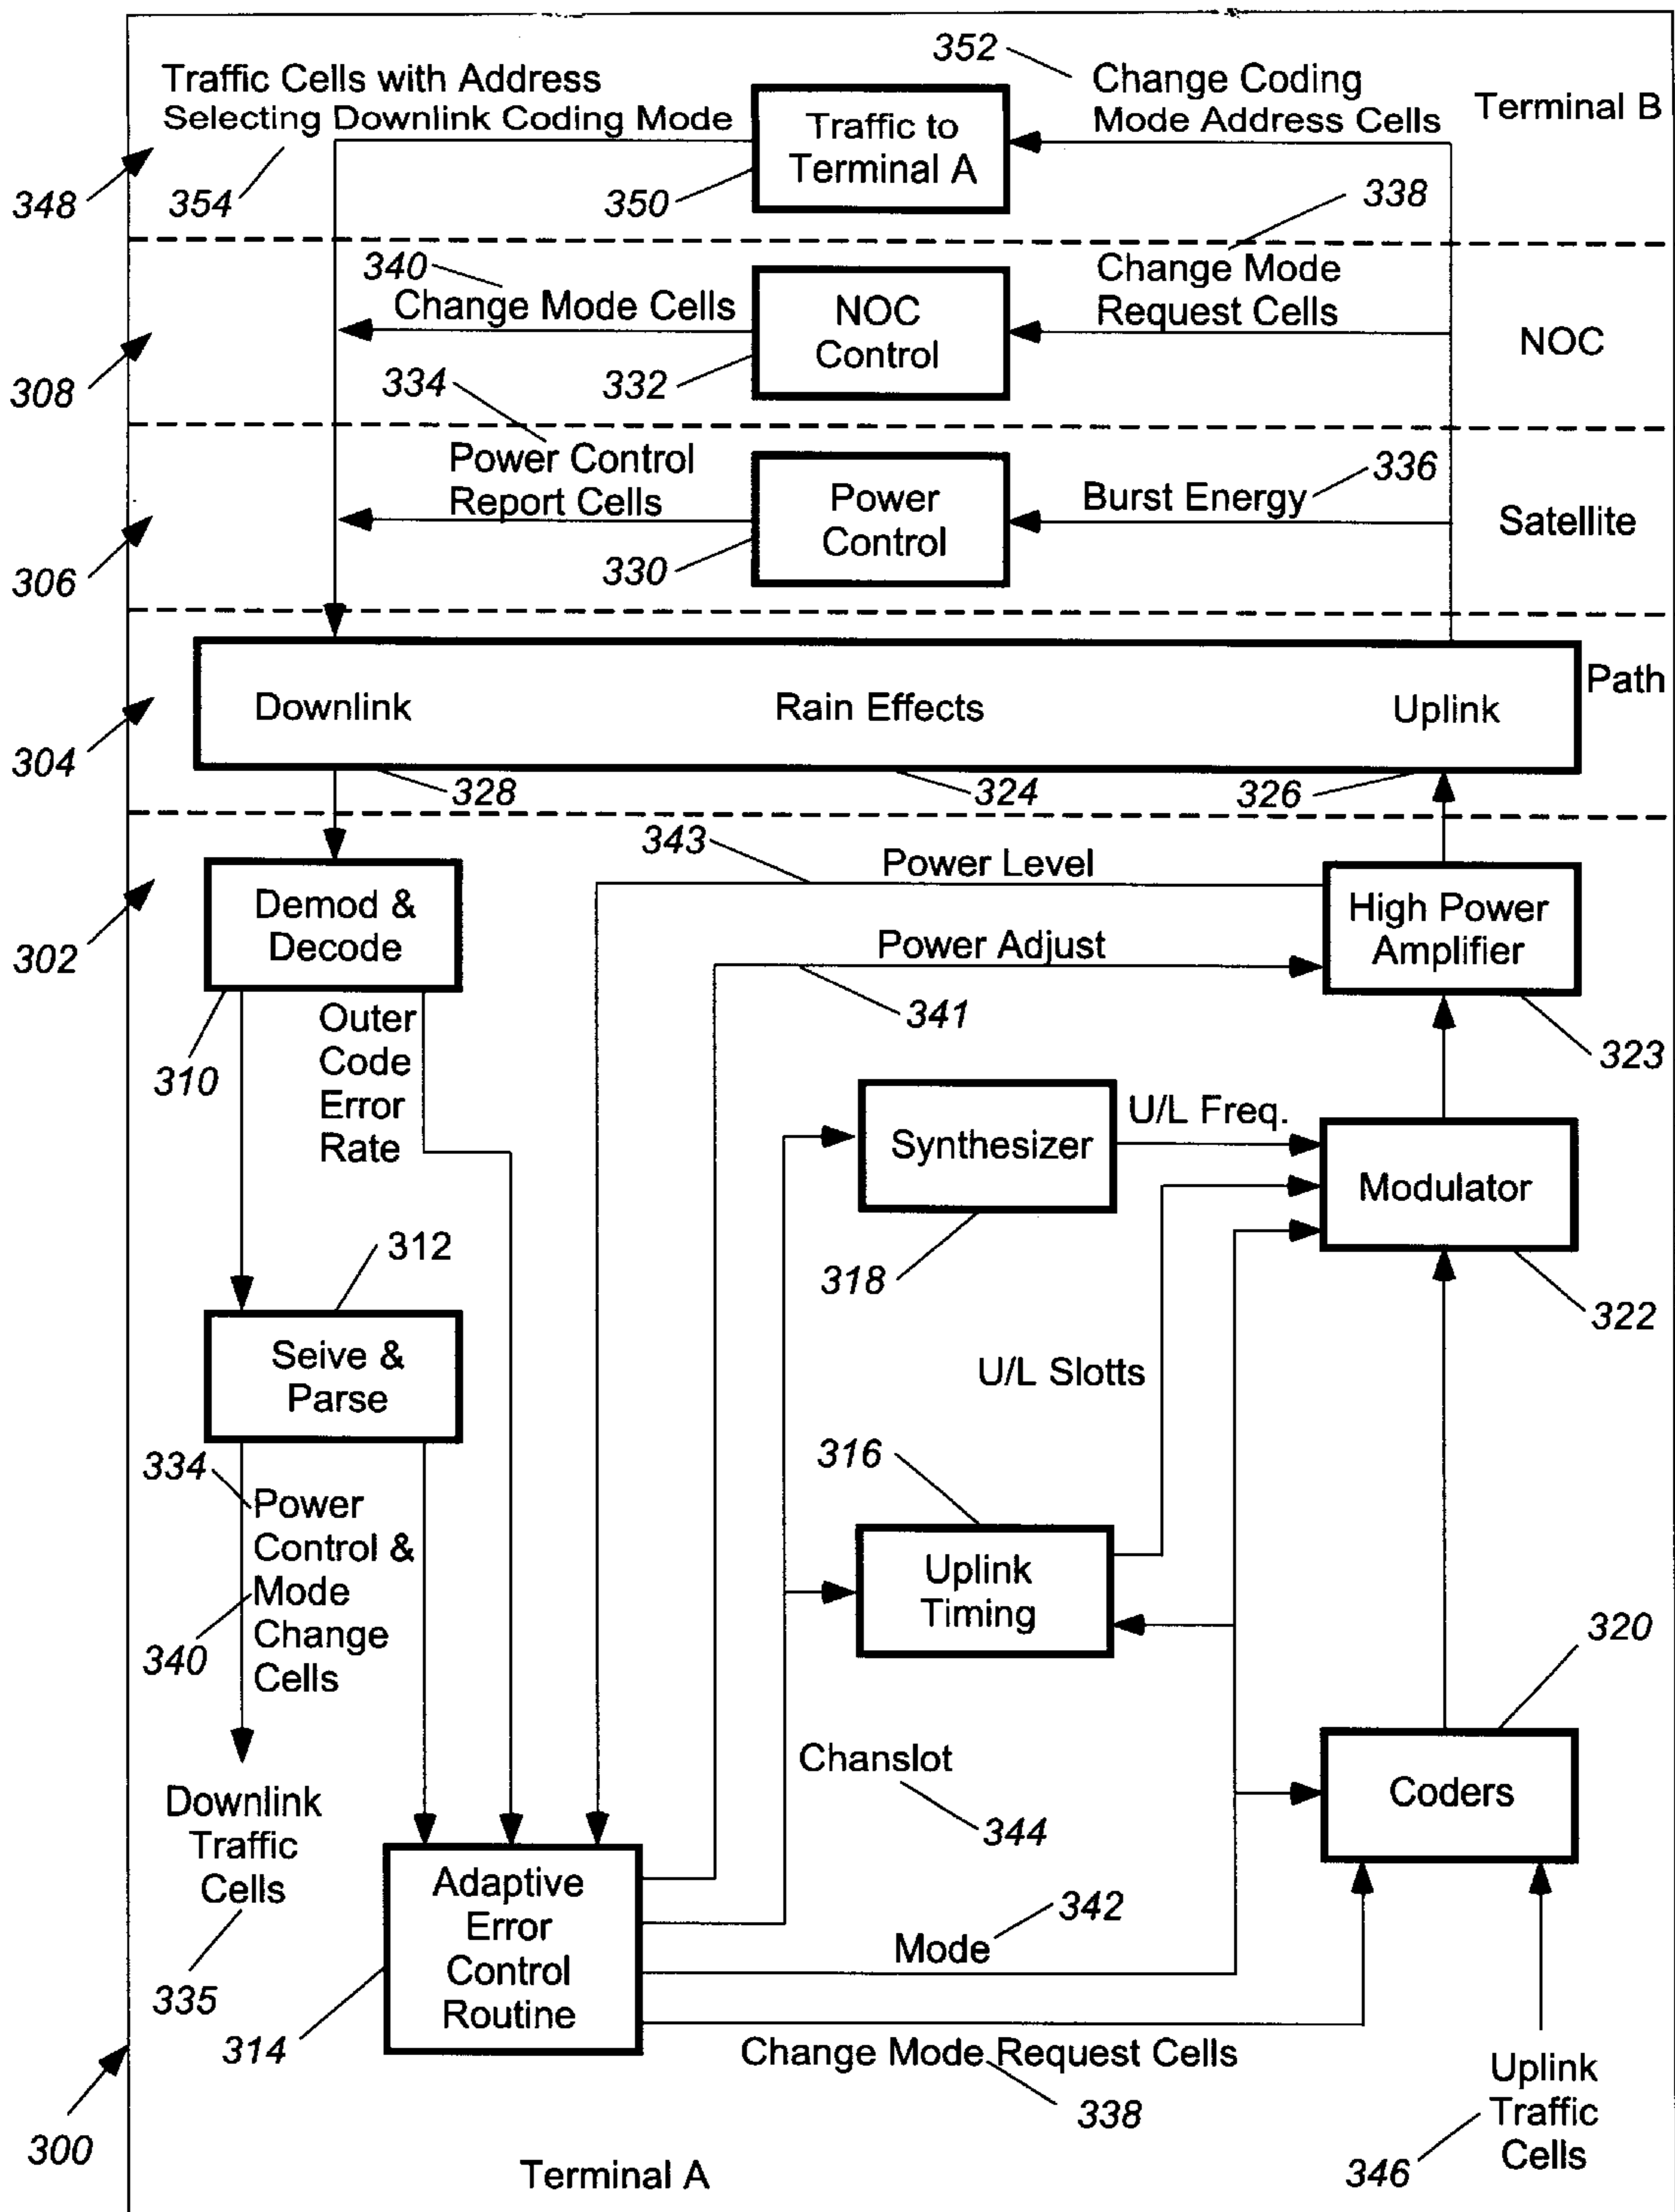 352
Traffic Cells with Address
Selecting Downlink Coding Mode
Traffic to
Terminal A
Change Coding
Mode Address Cells
Terminal B
348
354
350
338
340
Change Mode Cells
NOC
Control
Change Mode
Request Cells
NOC
308
334
332
Power Control
Report Cells
Power
Control
Burst Energy
336
Satellite
306
330
Path
Downlink
Rain Effects
Uplink
304
328
324
326
343
Power Level
302
Demod &
Decode
High Power
Amplifier
Power Adjust
341
310
Outer
Code
Error
Rate
323
Synthesizer
U/L Freq.
Modulator
312
318
322
Seive &
Parse
U/L Slotts
334
316
Power
Control &
Mode
Change
Cells
340
Uplink
Timing
320
Chanslot
344
Coders
Downlink
Traffic
Cells
335
Adaptive
Error
Control
Routine
314
342
Mode
Change Mode Request Cells
338
Uplink
Traffic
Cells
346
300
Terminal A